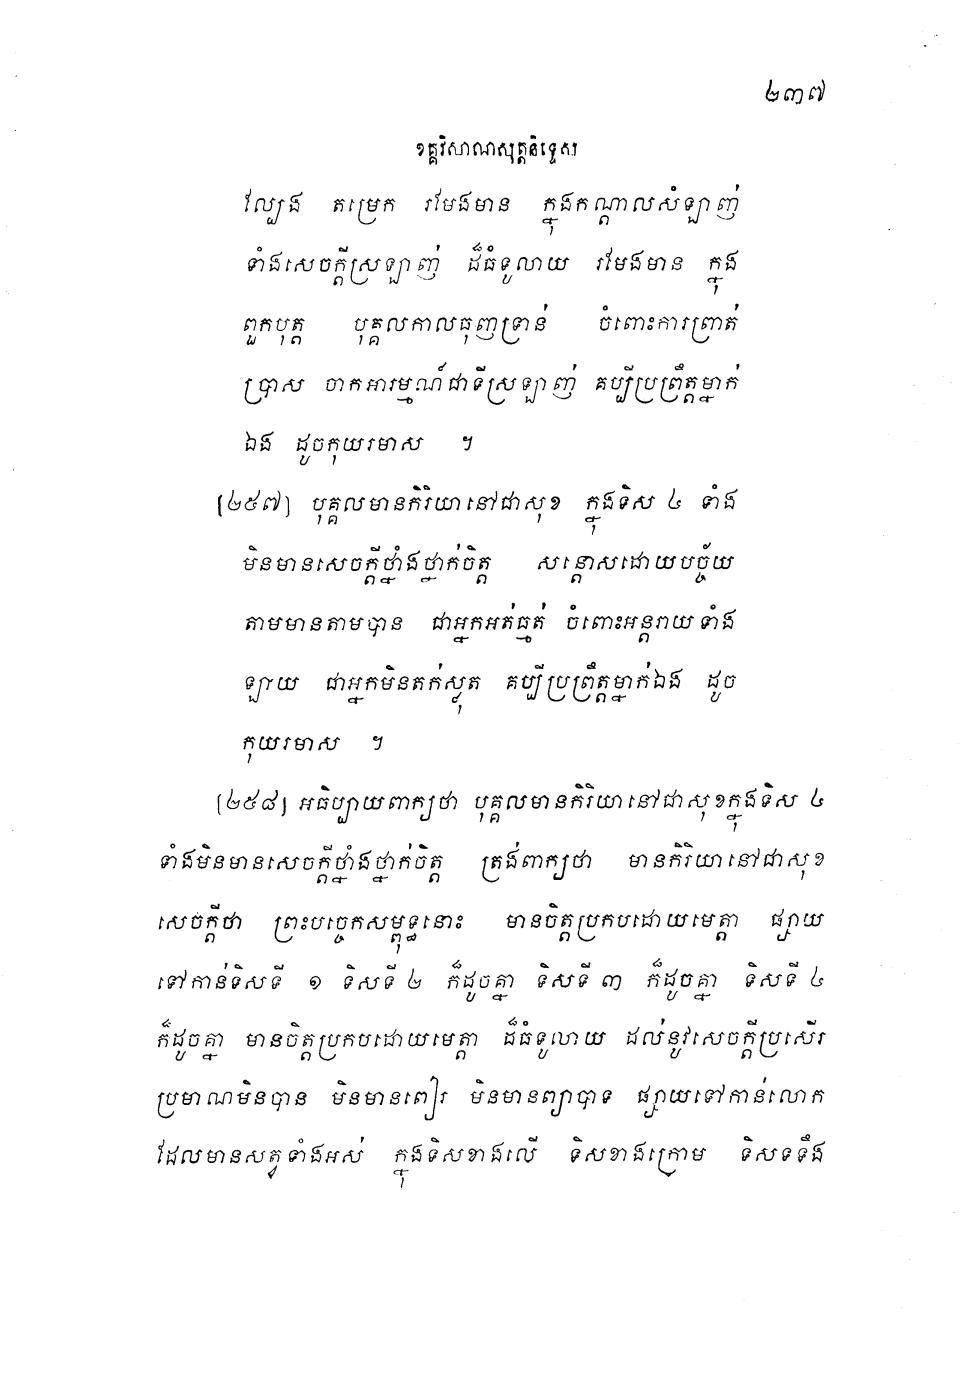 ២៣៧
ខគ្គវិសាណសុត្តនិទ្ទេស
ល្បែង តម្រេក រមែងមាន ក្នុងកណ្តាលសំឡាញ់
ទាំងសេចក្តីស្រឡាញ់ ដ៏ធំទូលាយ រមែងមាន ក្នុង
ពួកបុត្ត បុគ្គលកាលធុញទ្រាន់ ចំពោះការព្រាត់
ប្រាស ចាកអារម្មណ៍ជាទីស្រឡាញ់ គប្បីប្រព្រឹត្តម្នាក់
ឯង ដូចកុយរមាស ។
[២៥៧] បុគ្គលមានកិរិយានៅជាសុខ ក្នុងទិស ៤ ទាំង
មិនមានសេចក្តីថ្នាំងថ្នាក់ចិត្ត សន្តោសដោយបច្ច័យ
តាមមានតាមបាន ជាអ្នកអត់ធ្មត់ ចំពោះអន្តរាយទាំង
ឡាយ ជាអ្នកមិនតក់ស្លុត គប្បីប្រព្រឹត្តម្នាក់ឯង ដូច
កុយរមាស ។
[២៥៨] អធិប្បាយពាក្យថា បុគ្គលមានកិរិយានៅជាសុខក្នុងទិស ៤
ទាំងមិនមានសេចក្តីថ្នាំងថ្នាក់ចិត្ត ត្រង់ពាក្យថា មានកិរិយានៅជាសុខ
សេចក្តីថា ព្រះបច្ចេកសម្ពុទ្ធនោះ មានចិត្តប្រកបដោយមេត្តា ផ្សាយ
ទៅកាន់ទិសទី ១ ទិសទី ២ ក៏ដូចគ្នា ទិសទី ៣ ក៏ដូចគ្នា ទិសទី ៤
ក៏ដូចគ្នា មានចិត្តប្រកបដោយមេត្តា ដ៏ធំទូលាយ ដល់នូវសេចក្តីប្រសើរ
ប្រមាណមិនបាន មិនមានពៀរ មិនមានព្យាបាទ ផ្សាយទៅកាន់លោក
ដែលមានសត្វទាំងអស់ ក្នុងទិសខាងលើ ទិសខាងក្រោម ទិសទទឹង